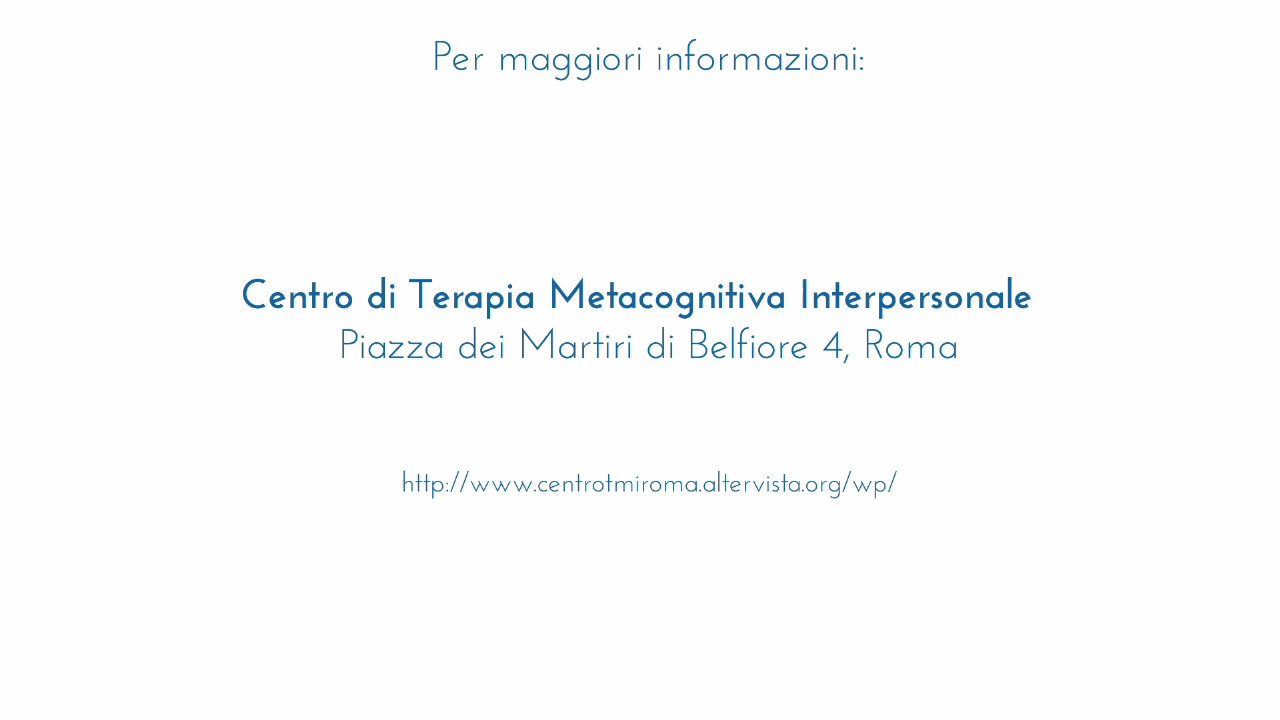 Per maggiori informazioni:
Centro di Terapia Metacognitiva Interpersonale
Piazza dei Martiri di Belfiore 4, Roma
http://www.centrotmiroma.altervista.org/wp/